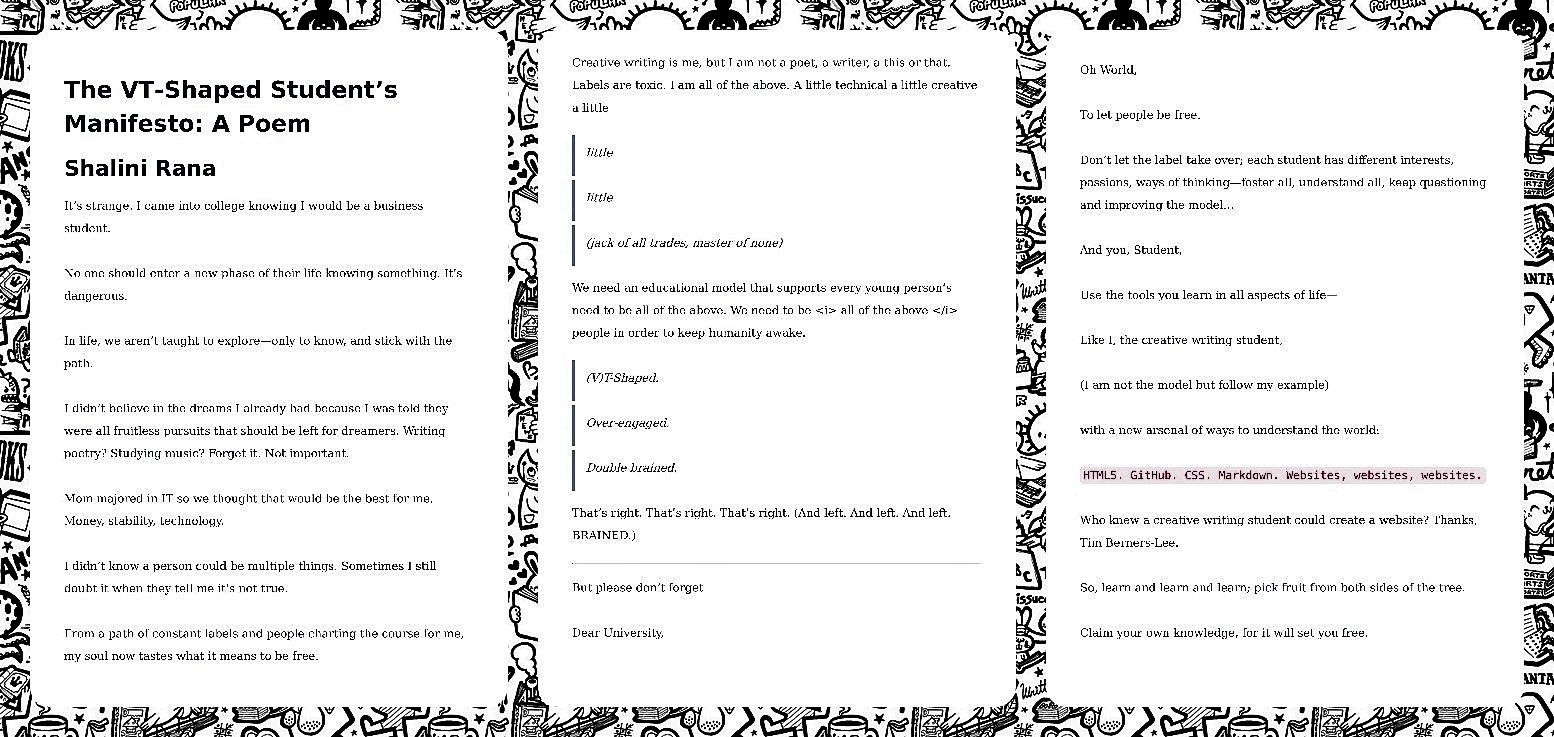 The VT-Shaped Student's
Manifesto: A Poem
Shalini Rana
It's strange. I came into college knowing I would be a business
student.
No one should enter a new phase of their life knowing something. It's
dangerous.
In life, we aren't taught to explore—only to know, and stick with the
path.
I didn't believe in the dreams I already had because I was told they
were all fruitless pursuits that should be left for dreamers. Writing
poetry? Studying music? Forget it. Not important.
Mom majored in IT so we thought that would be the best for me.
Money, stability, technology.
I didn't know a person could be multiple things. Sometimes I still
doubt it when they tell me it's not true.
From a path of constant labels and people charting the course for me,
my soul now tastes what it means to be free.
Creative writing is me, but I am not a poet, a writer, a this or that.
Labels are toxic. I am all of the above. A little technical a little creative
a little
little
little
(jack of all trades, master of none)
We need an educational model that supports every young person's
need to be all of the above. We need to be <i> all of the above </i>
people in order to keep humanity awake.
(V)T-Shaped.
Over-engaged.
Double brained.
That's right. That's right. That's right. (And left. And left. And left.
BRAINED.)
But please don't forget
Dear University,
Oh World,
To let people be free.
Don't let the label take over; each student has different interests,
passions, ways of thinking—foster all, understand all, keep questioning
and improving the model...
And you, Student,
Use the tools you learn in all aspects of life—
Like I, the creative writing student,
(I am not the model but follow my example)
with a new arsenal of ways to understand the world:
HTML5. GitHub. CSS. Markdown. Websites, websites, websites.
Who knew a creative writing student could create a website? Thanks,
Tim Berners-Lee.
So, learn and learn and learn; pick fruit from both sides of the tree.
Claim your own knowledge, for it will set you free.